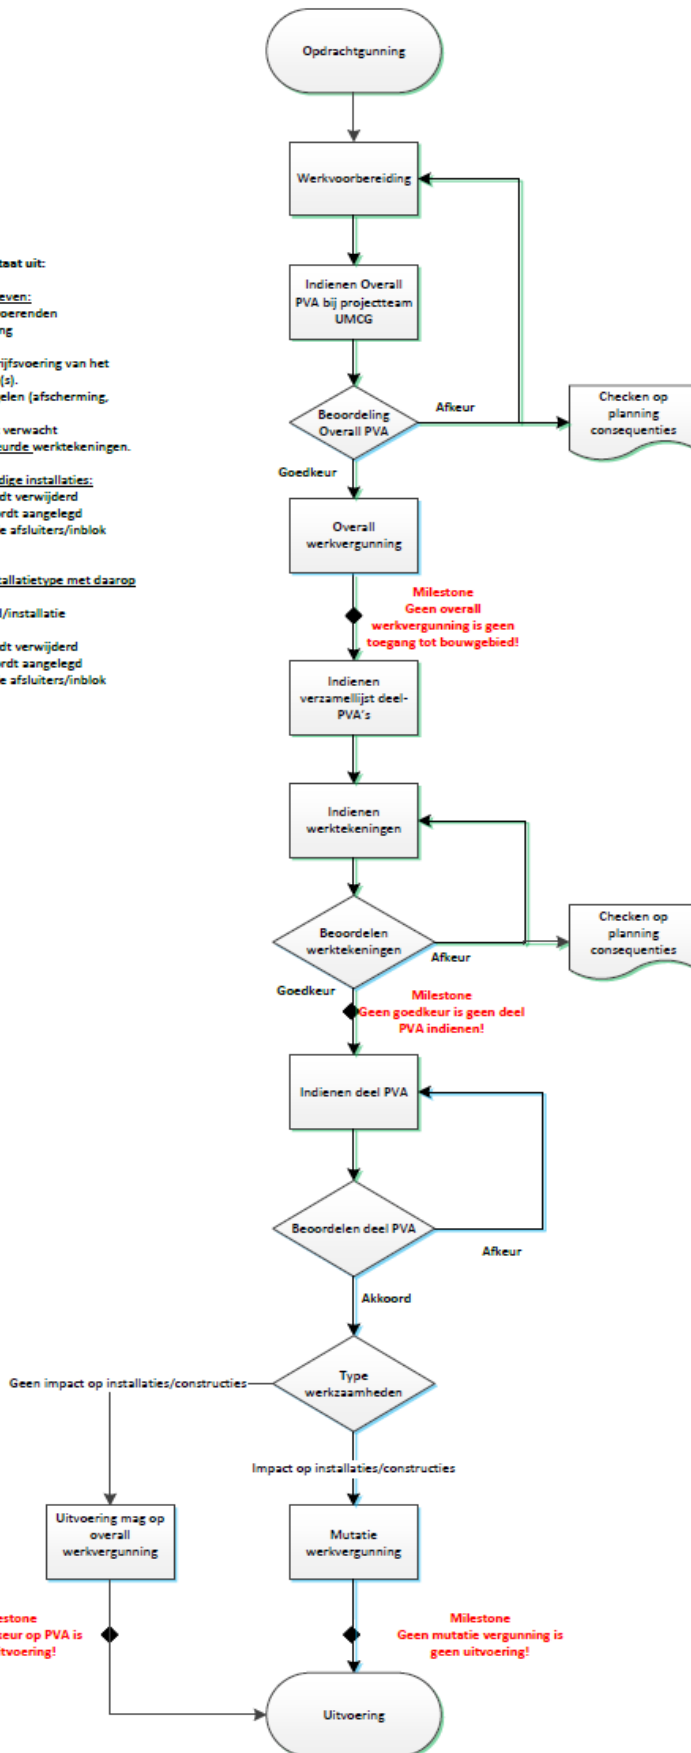 Opdrachtgunning
Werkvoorbereiding
taat uit:
even:
oerenden
ng
ijfsvoering van het
(s).
elen (afscherming,
verwacht
eurde werktekeningen.
dige installaties:
dt verwijderd
rdt aangelegd
e afsluiters/inblok
tallatietype met daarop
l/installatie
dt verwijderd
rdt aangelegd
e afsluiters/inblok
Indienen Overall
PVA bij projectteam
UMCG
Beoordeling
Overall PVA
Afkeur
Checken op
planning
consequenties
Goedkeur
Overall
werkvergunning
Milestone
Geen overall
werkvergunning is geen
toegang tot bouwgebied!
Indienen
verzamellijst deel-
PVA's
Indienen
werktekeningen
Beoordelen
werktekeningen
Afkeur
Checken op
planning
consequenties
Goedkeur
Milestone
Geen goedkeur is geen deel
PVA indienen!
Indienen deel PVA
Beoordelen deel PVA
Afkeur
Akkoord
Type
werkzaamheden
Geen impact op installaties/constructies
Impact op installaties/constructies
Uitvoering mag op
overall
werkvergunning
Mutatie
werkvergunning
estone
keur op PVA is
itvoering!
Milestone
Geen mutatie vergunning is
geen uitvoering!
Uitvoering